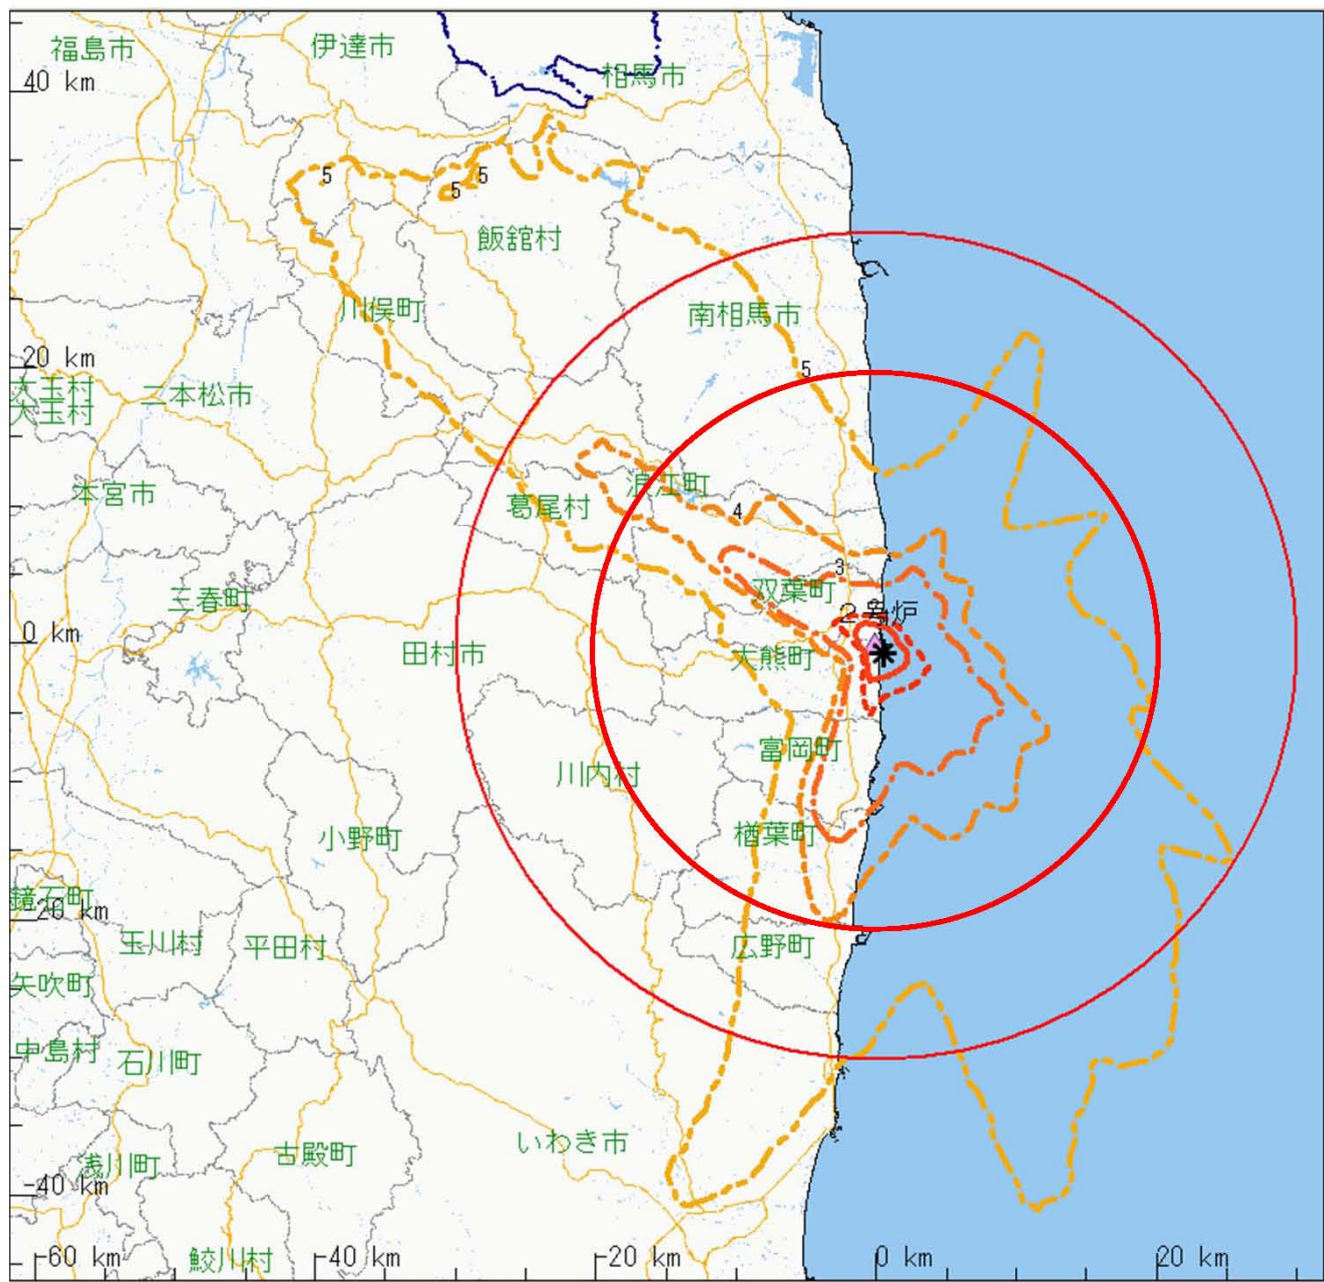 福島市
伊達市
相馬市
40 km
5
5
5
飯舘村
川俣町
南相馬市
20 km
5
大玉村
大玉村
二本松市
本宮市
浪江町
葛尾村
4
3
双葉町
三春町
2号炉
0 km
田村市
大熊町
富岡町
川内村
小野町
楢葉町
鏡石町
-20 km
玉川村
平田村
広野町
矢吹町
中島村
石川町
いわき市
古殿町
浅川町
-40 km
鮫川村
-60 km
-40 km
-20 km
0 km
20 km